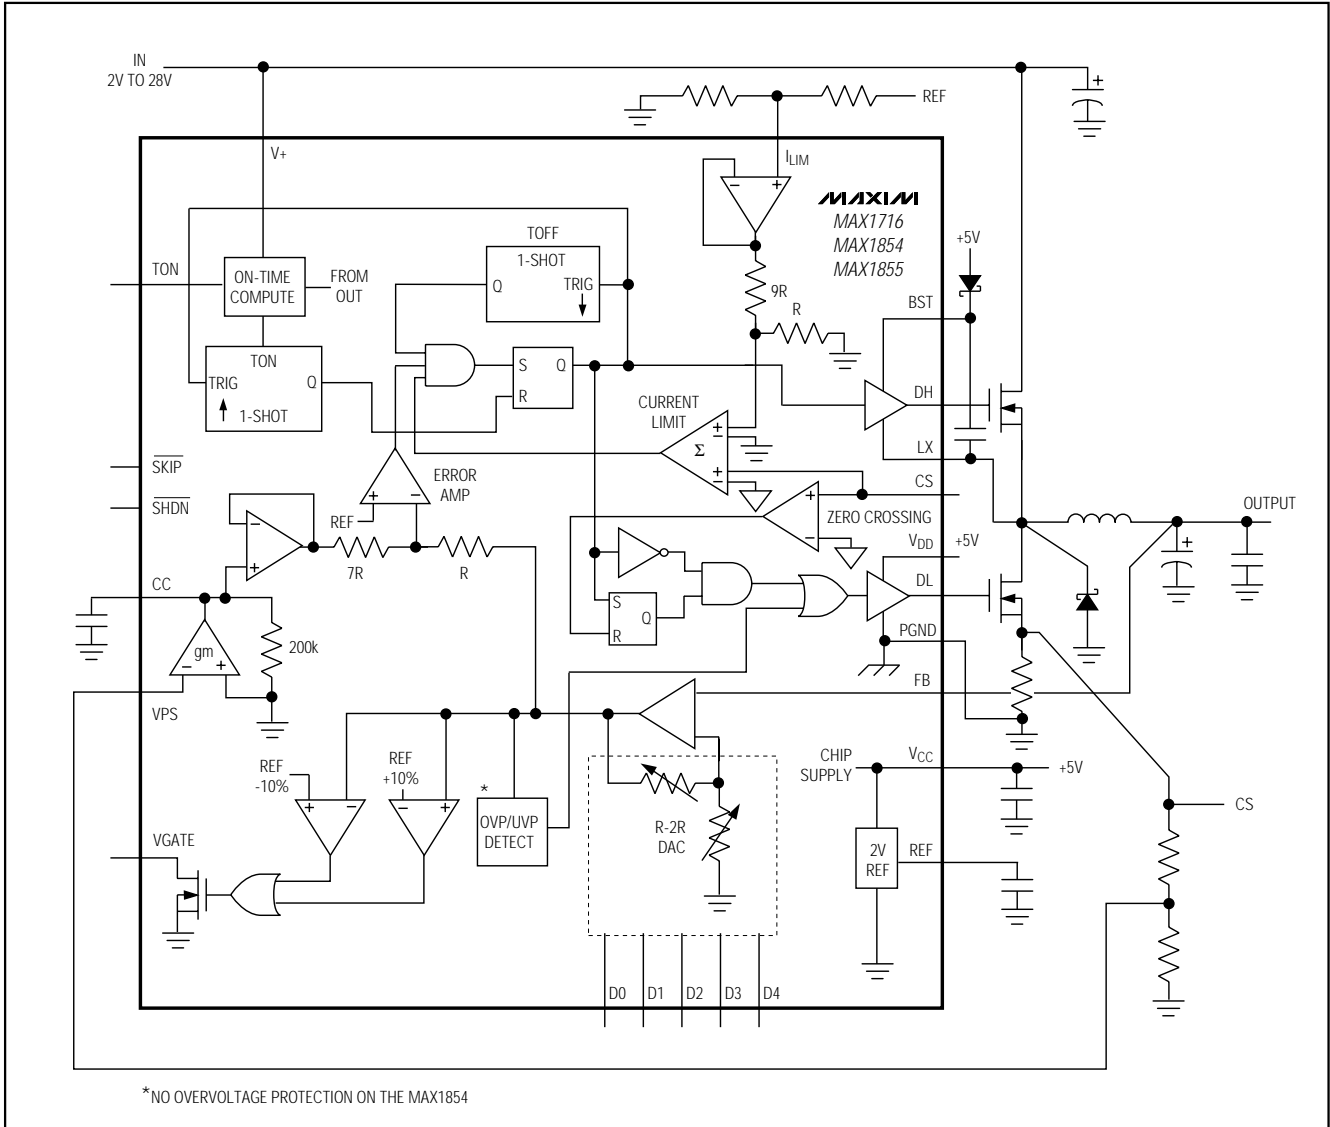 IN
2V TO 28V
REF
V+
ILIM
MAXIM
MAX1716
MAX1854
MAX1855
TOFF
1-SHOT
Q
TRIG
+5V
TON
ON-TIME
COMPUTE
FROM
OUT
9R
R
BST
TON
TRIG
Q
1-SHOT
S
Q
R
CURRENT
LIMIT
Σ
DH
LX
SKIP
SHDN
ERROR
AMP
REF
CS
ZERO CROSSING
OUTPUT
VDD
+5V
7R
R
CC
S
Q
R
DL
PGND
gm
200k
VPS
FB
REF
-10%
REF
+10%
*
OVP/UVP
DETECT
R-2R
DAC
CHIP
SUPPLY
VCC
+5V
CS
VGATE
2V
REF
REF
D0 D1 D2 D3 D4
*NO OVERVOLTAGE PROTECTION ON THE MAX1854